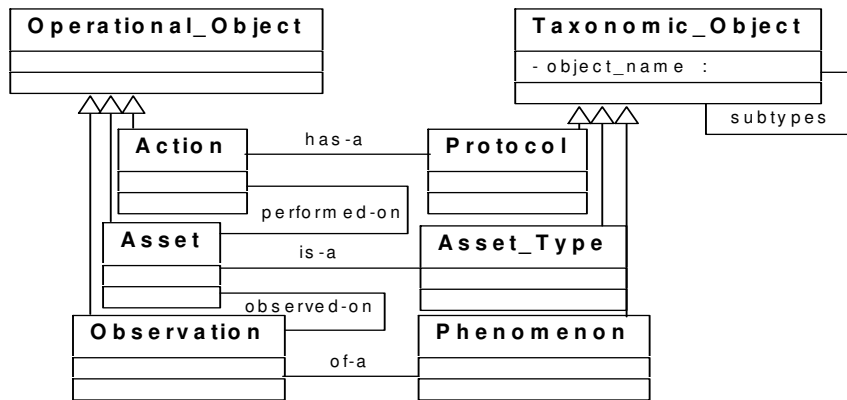 Operational_Object
Taxonomic_Object
- object_name :
subtypes
Action
has-a
Protocol
performed-on
Asset
is-a
Asset_Type
observed-on
Observation
of-a
Phenomenon